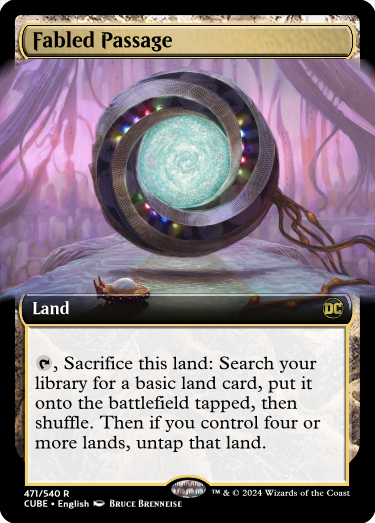 Fabled Passage
Land
DC
, Sacrifice this land: Search your
library for a basic land card, put it
onto the battlefield tapped, then
shuffle. Then if you control four or
more lands, untap that land.
471/540 R
CUBE • English BRUCE BRENNEISE
™ & © 2024 Wizards of the Coast